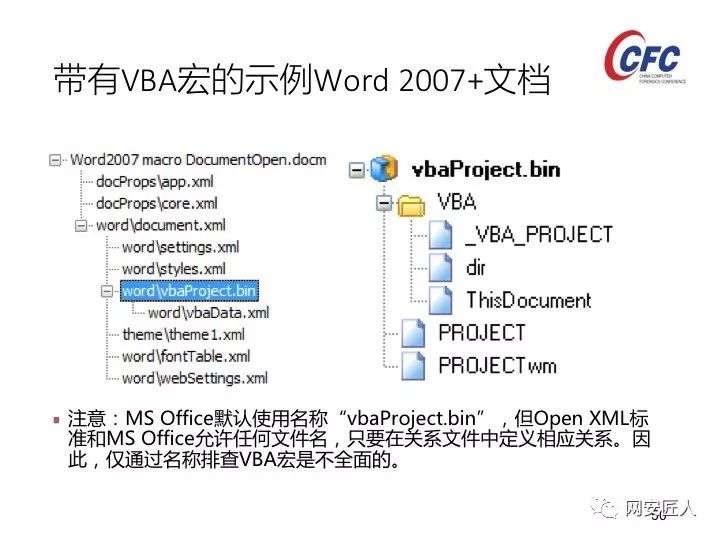 带有VBA宏的示例Word 2007+文档
CFC
CHINA COMPUTER
FORENSICS CONFERENCE
Word2007 macro DocumentOpen.docm
docProps\app.xml
docProps\core.xml
word\document.xml
word\settings.xml
word\styles.xml
word\vbaProject.bin
word\vbaData.xml
theme\theme1.xml
word\fontTable.xml
word\webSettings.xml
vbaProject.bin
VBA
_VBA_PROJECT
dir
ThisDocument
PROJECT
PROJECTwm
注意：MS Office默认使用名称“vbaProject.bin”，但Open XML标
准和MS Office允许任何文件名，只要在关系文件中定义相应关系。因
此，仅通过名称排查VBA宏是不全面的。
网安匠人